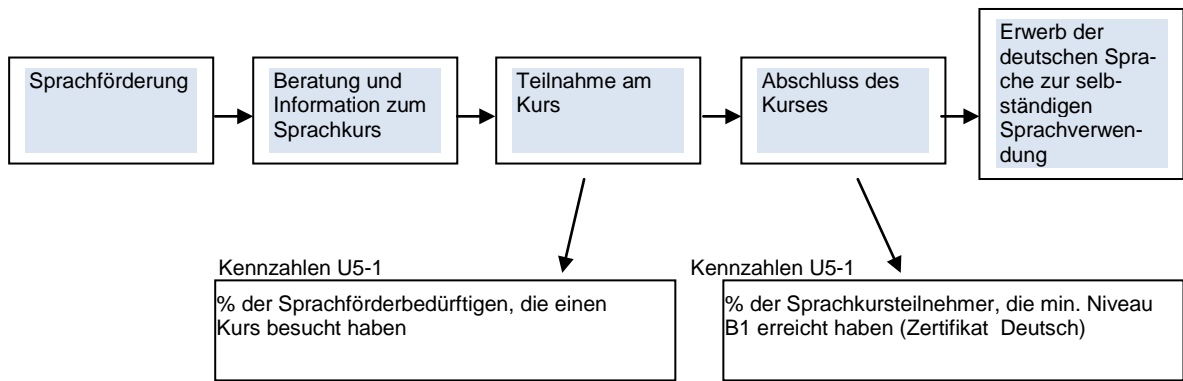 Sprachförderung
Beratung und
Information zum
Sprachkurs
Teilnahme am
Kurs
Abschluss des
Kurses
Erwerb der
deutschen Spra-
che zur selb-
ständigen
Sprachverwen-
dung
Kennzahlen U5-1
% der Sprachförderbedürftigen, die einen
Kurs besucht haben
Kennzahlen U5-1
% der Sprachkursteilnehmer, die min. Niveau
B1 erreicht haben (Zertifikat  Deutsch)